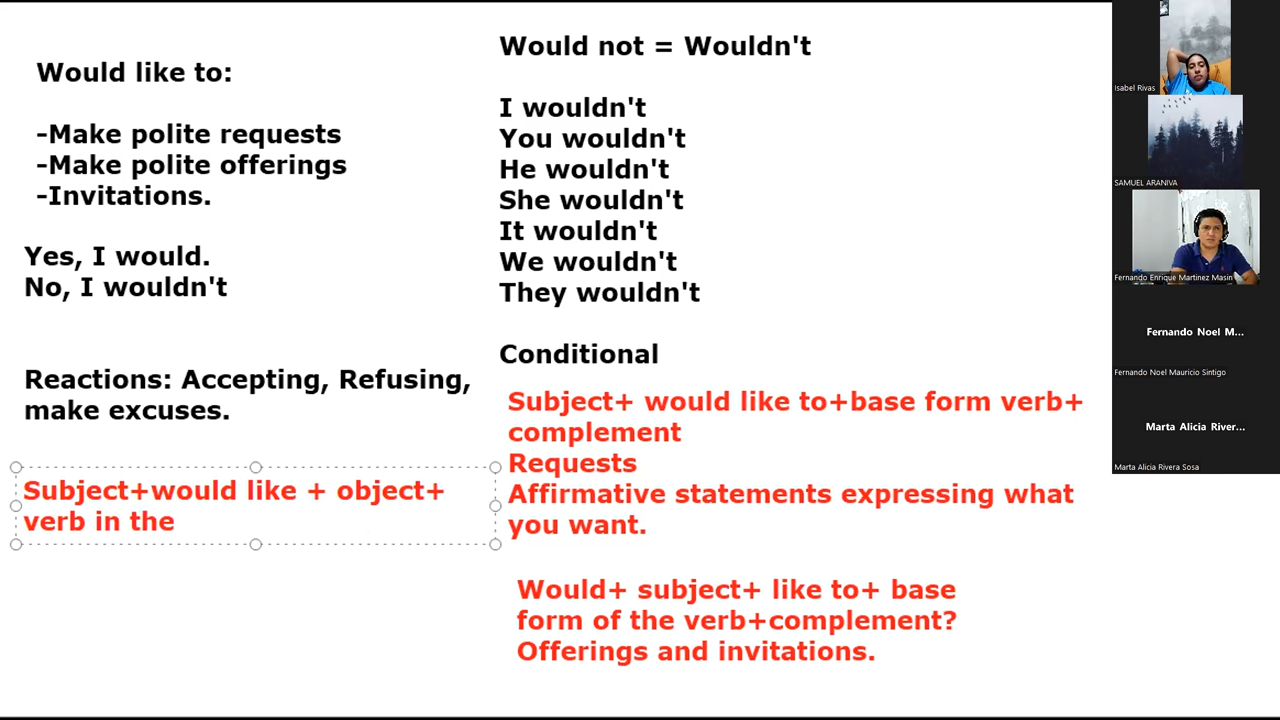 Would like to:
-Make polite requests
-Make polite offerings
-Invitations.
Yes, I would.
No, I wouldn't
Reactions: Accepting, Refusing,
make excuses.
Subject+would like + object+
verb in the
Would not = Wouldn't
I wouldn't
You wouldn't
He wouldn't
She wouldn't
It wouldn't
We wouldn't
They wouldn't
Conditional
Subject+ would like to+base form verb+
complement
Requests
Affirmative statements expressing what
you want.
Would+ subject+ like to+ base
form of the verb+complement?
Offerings and invitations.
Isabel Rivas
SAMUEL ARANIVA
Fernando Enrique Martinez Masin
Fernando Noel M...
Fernando Noel Mauricio Sintigo
Marta Alicia River...
Marta Alicia Rivera Sosa